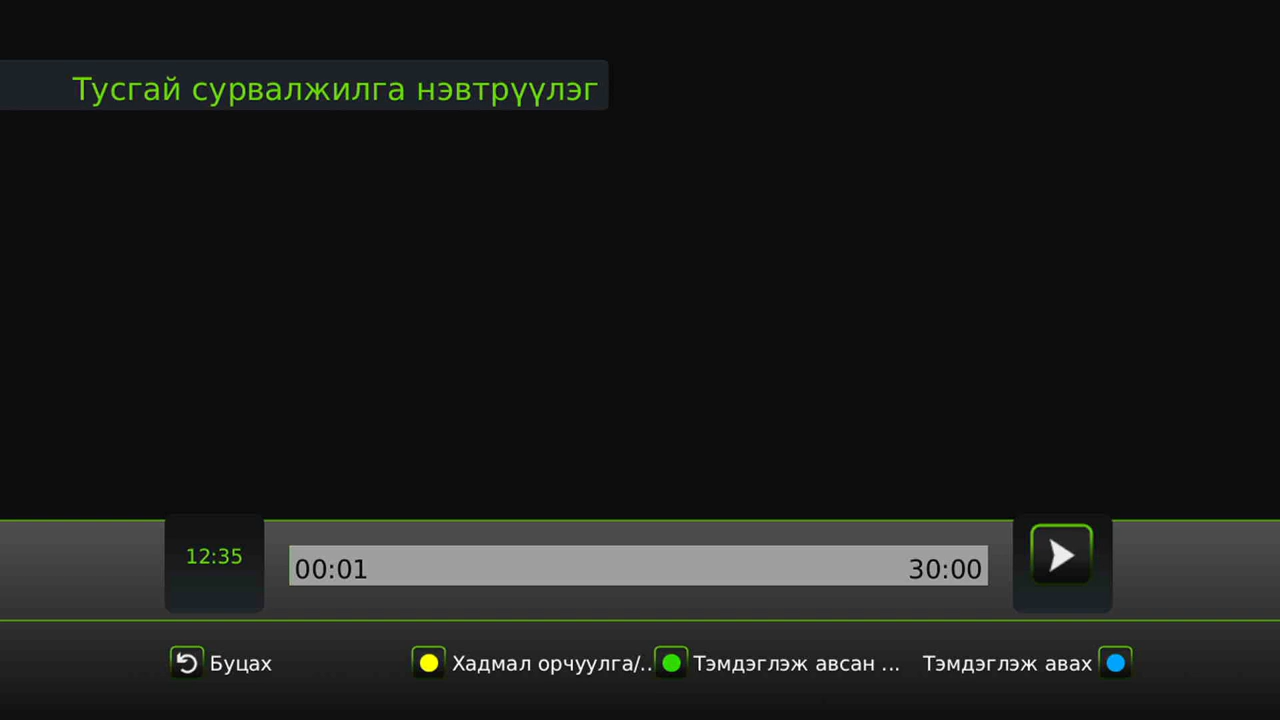 Тусгай сурвалжилга нэвтрүүлэг
12:35
00:01
30:00
Буцах
Хадмал орчуулга/..
Тэмдэглэж авсан ...
Тэмдэглэж авах